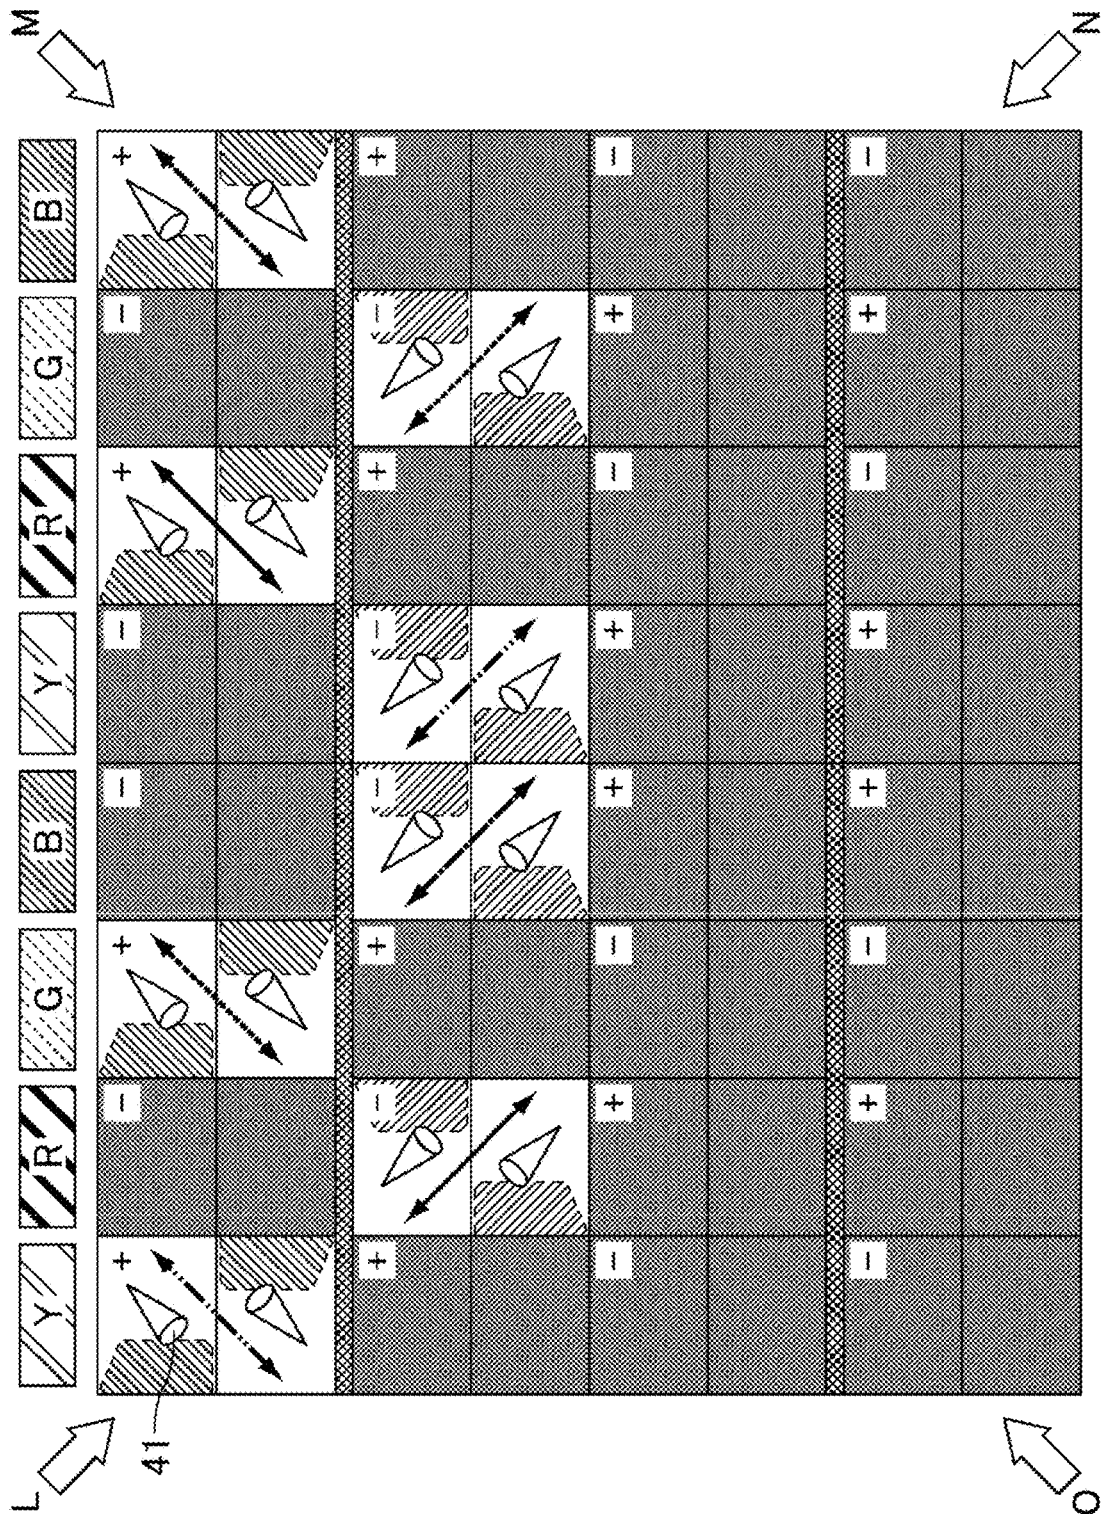 L M
Y R G B Y R G B
+ − + − − + − +
41
+ − + − − + − +
− + − + + − + −
− + − + + − + −
O N